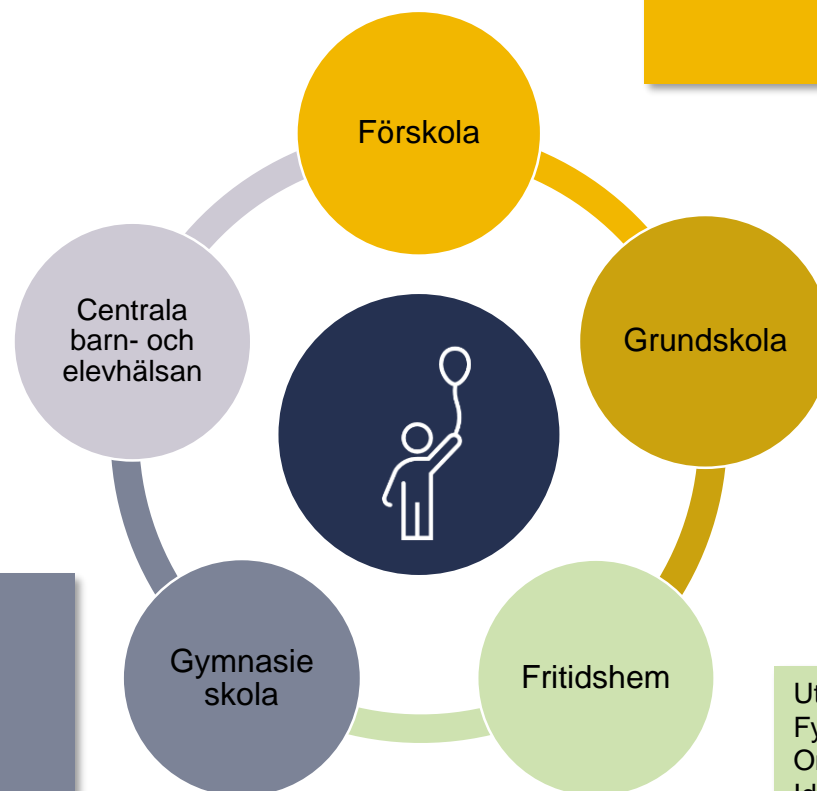 Förskola
Centrala
barn- och
elevhälsan
Grundskola
Gymnasie
skola
Fritidshem